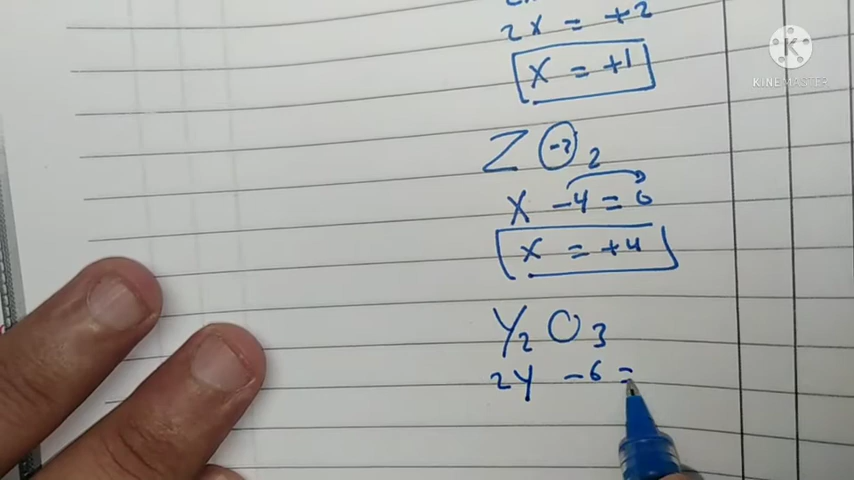 2x = +2
x = +1
K
KINEMASTER
Z O -2 2
x -4 = 0
x = +4
Y2 O3
2y -6 =